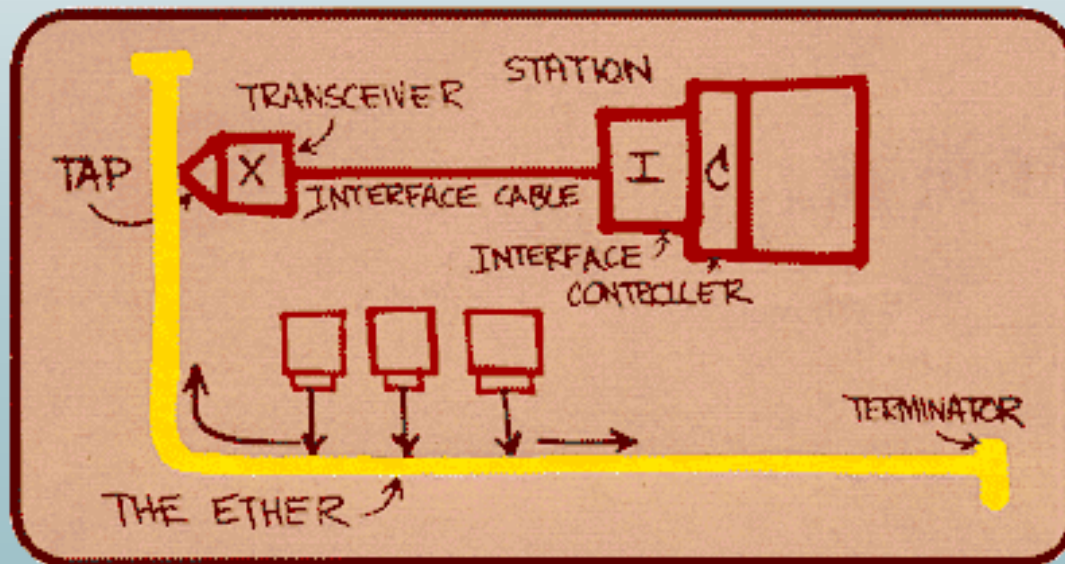 STATION
TRANSCEIVER
TAP
X
I
C
INTERFACE CABLE
INTERFACE
CONTROLLER
TERMINATOR
THE ETHER